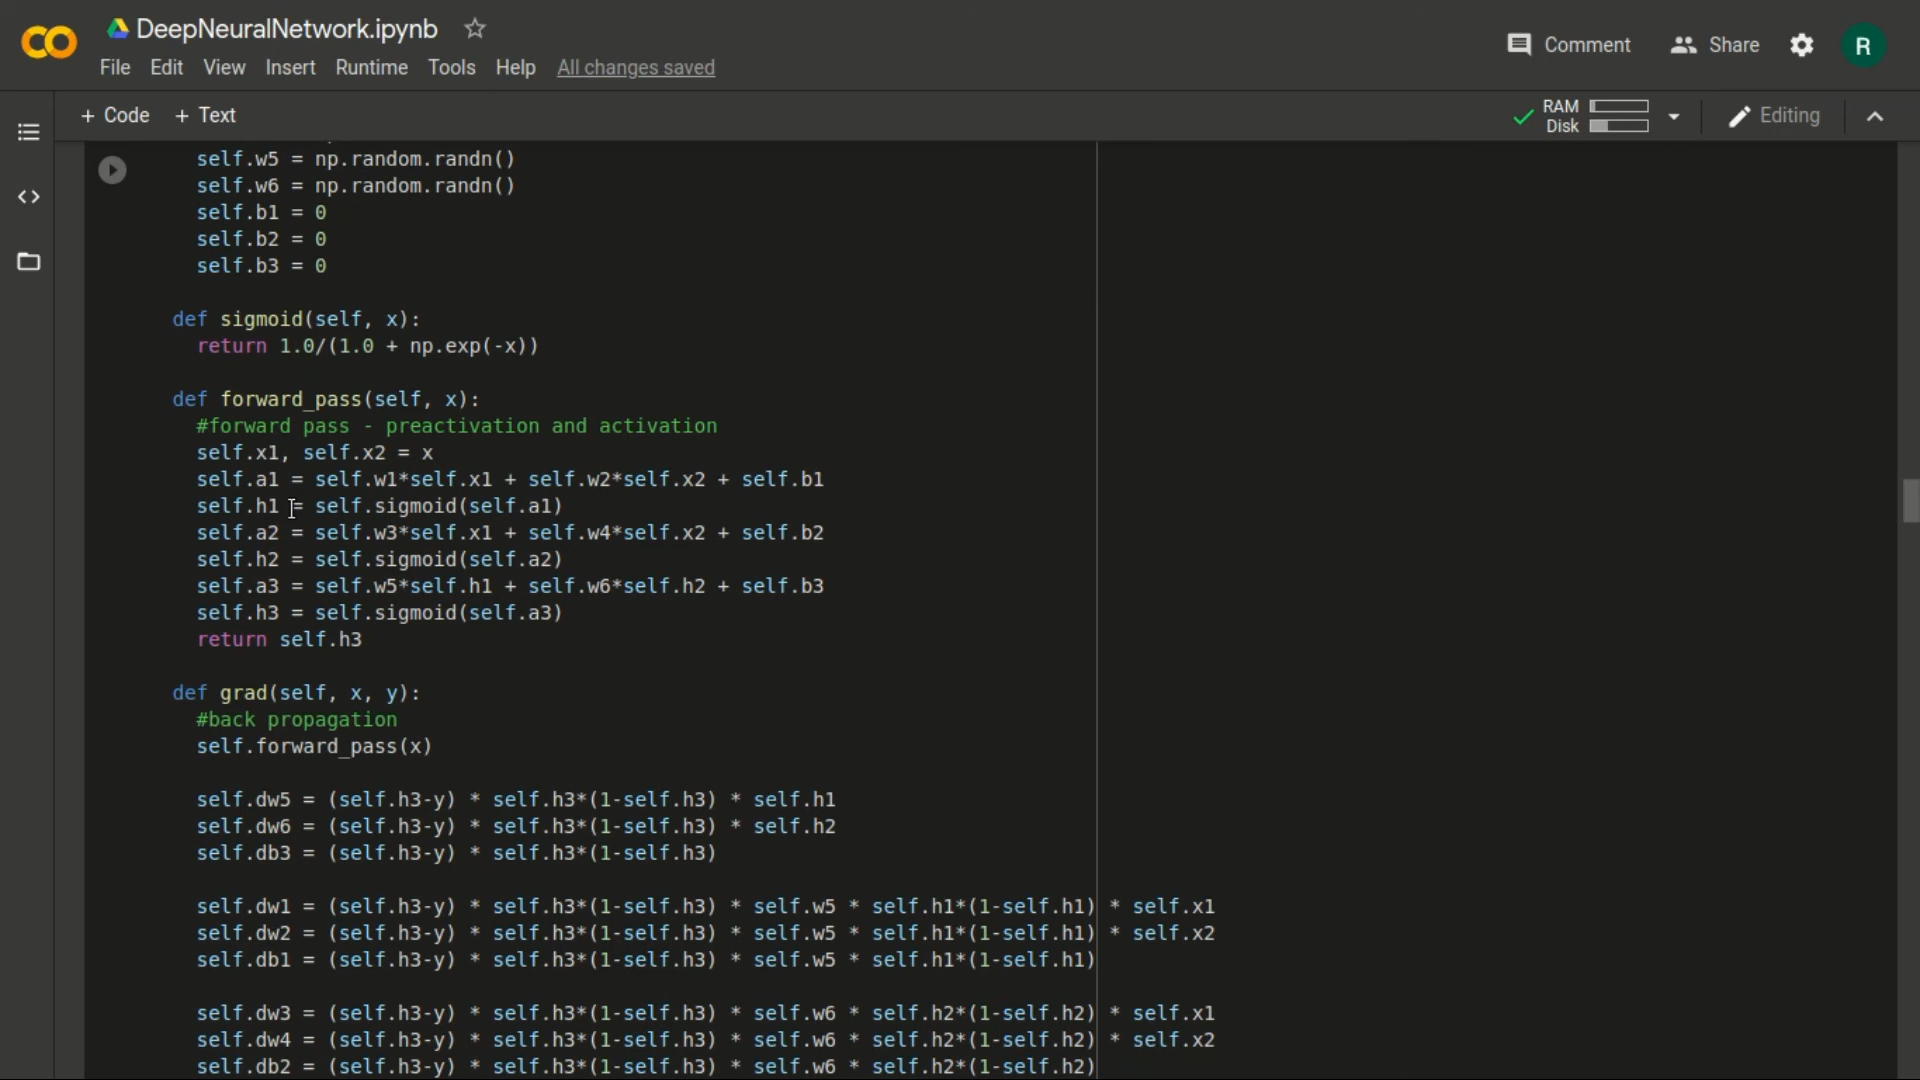 DeepNeuralNetwork.ipynb
File Edit View Insert Runtime Tools Help All changes saved
Comment Share R
+ Code + Text
RAM
Disk
Editing
self.w5 = np.random.randn()
self.w6 = np.random.randn()
self.b1 = 0
self.b2 = 0
self.b3 = 0
def sigmoid(self, x):
return 1.0/(1.0 + np.exp(-x))
def forward_pass(self, x):
#forward pass - preactivation and activation
self.x1, self.x2 = x
self.a1 = self.w1*self.x1 + self.w2*self.x2 + self.b1
self.h1 = self.sigmoid(self.a1)
self.a2 = self.w3*self.x1 + self.w4*self.x2 + self.b2
self.h2 = self.sigmoid(self.a2)
self.a3 = self.w5*self.h1 + self.w6*self.h2 + self.b3
self.h3 = self.sigmoid(self.a3)
return self.h3
def grad(self, x, y):
#back propagation
self.forward_pass(x)
self.dw5 = (self.h3-y) * self.h3*(1-self.h3) * self.h1
self.dw6 = (self.h3-y) * self.h3*(1-self.h3) * self.h2
self.db3 = (self.h3-y) * self.h3*(1-self.h3)
self.dw1 = (self.h3-y) * self.h3*(1-self.h3) * self.w5 * self.h1*(1-self.h1) * self.x1
self.dw2 = (self.h3-y) * self.h3*(1-self.h3) * self.w5 * self.h1*(1-self.h1) * self.x2
self.db1 = (self.h3-y) * self.h3*(1-self.h3) * self.w5 * self.h1*(1-self.h1)
self.dw3 = (self.h3-y) * self.h3*(1-self.h3) * self.w6 * self.h2*(1-self.h2) * self.x1
self.dw4 = (self.h3-y) * self.h3*(1-self.h3) * self.w6 * self.h2*(1-self.h2) * self.x2
self.db2 = (self.h3-y) * self.h3*(1-self.h3) * self.w6 * self.h2*(1-self.h2)